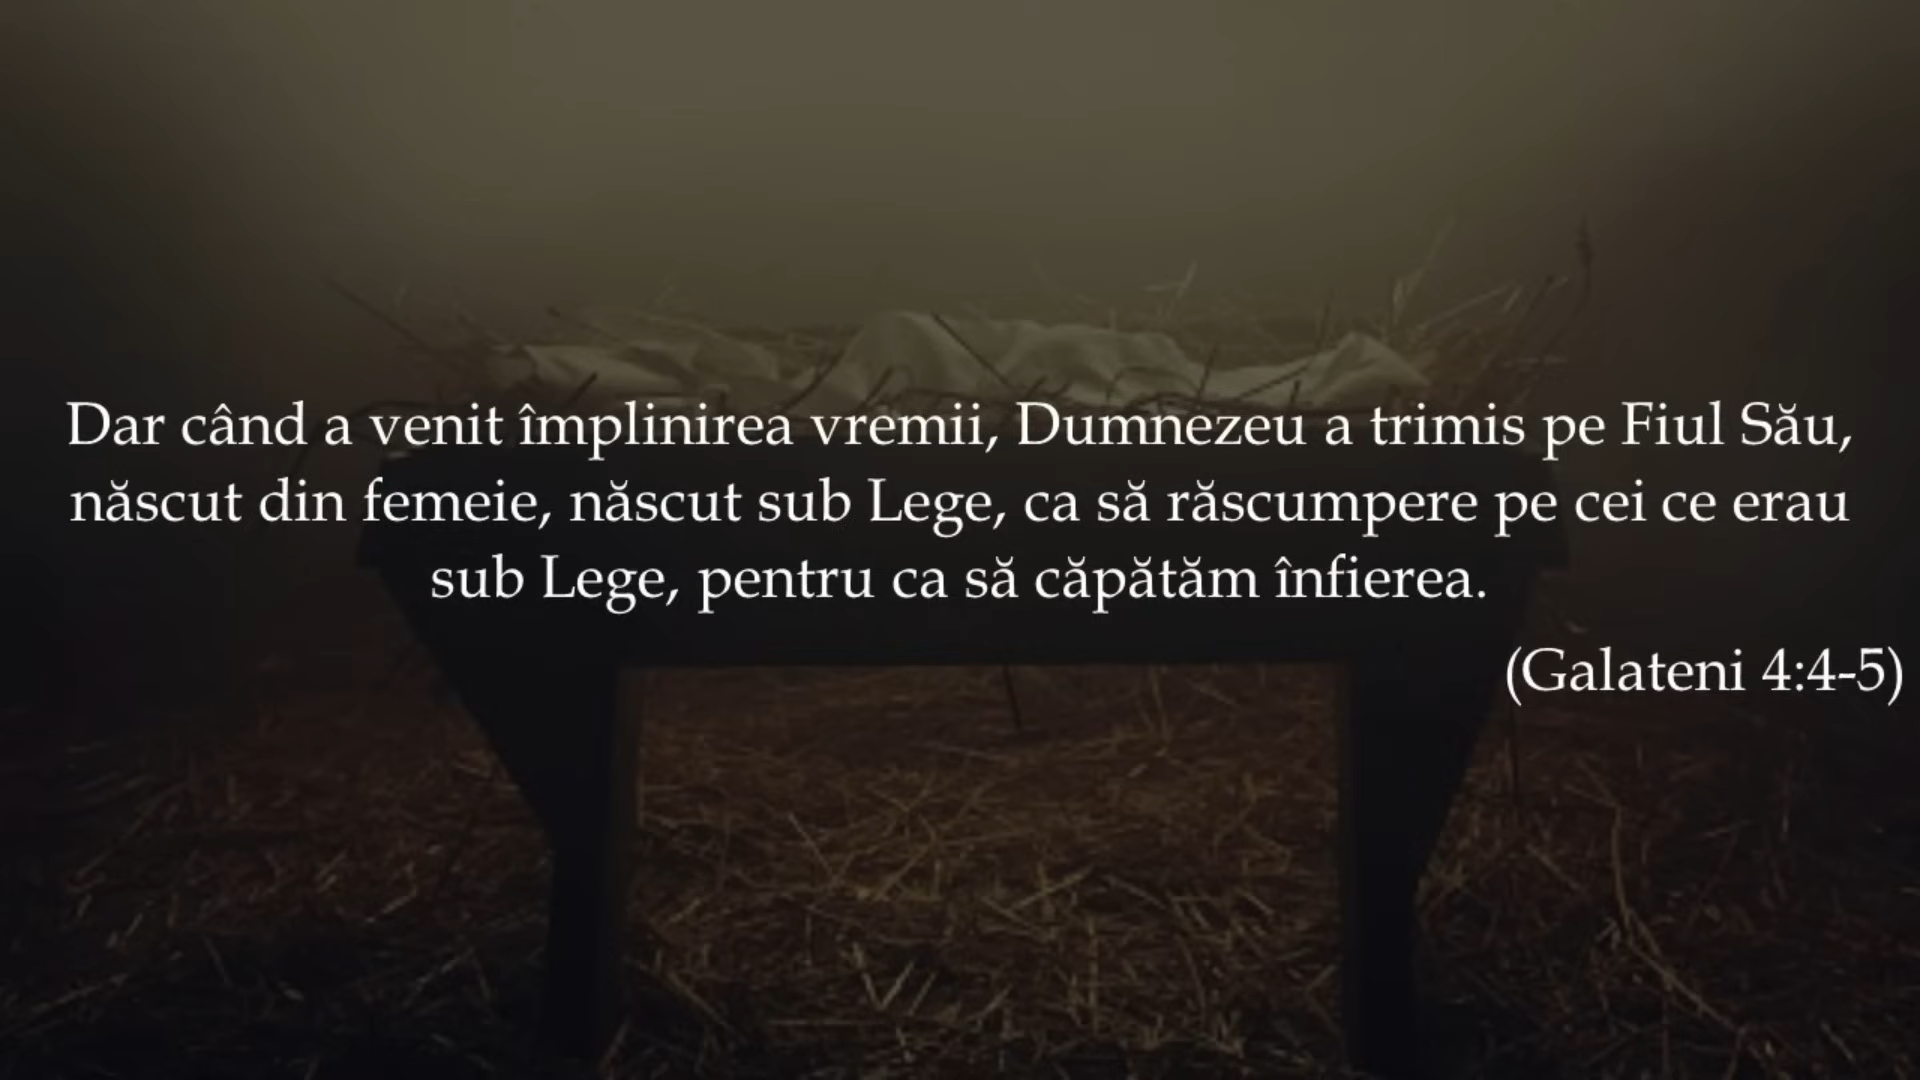 Dar când a venit împlinirea vremii, Dumnezeu a trimis pe Fiul Său,
născut din femeie, născut sub Lege, ca să răscumpere pe cei ce erau
sub Lege, pentru ca să căpătăm înfierea.
(Galateni 4:4-5)